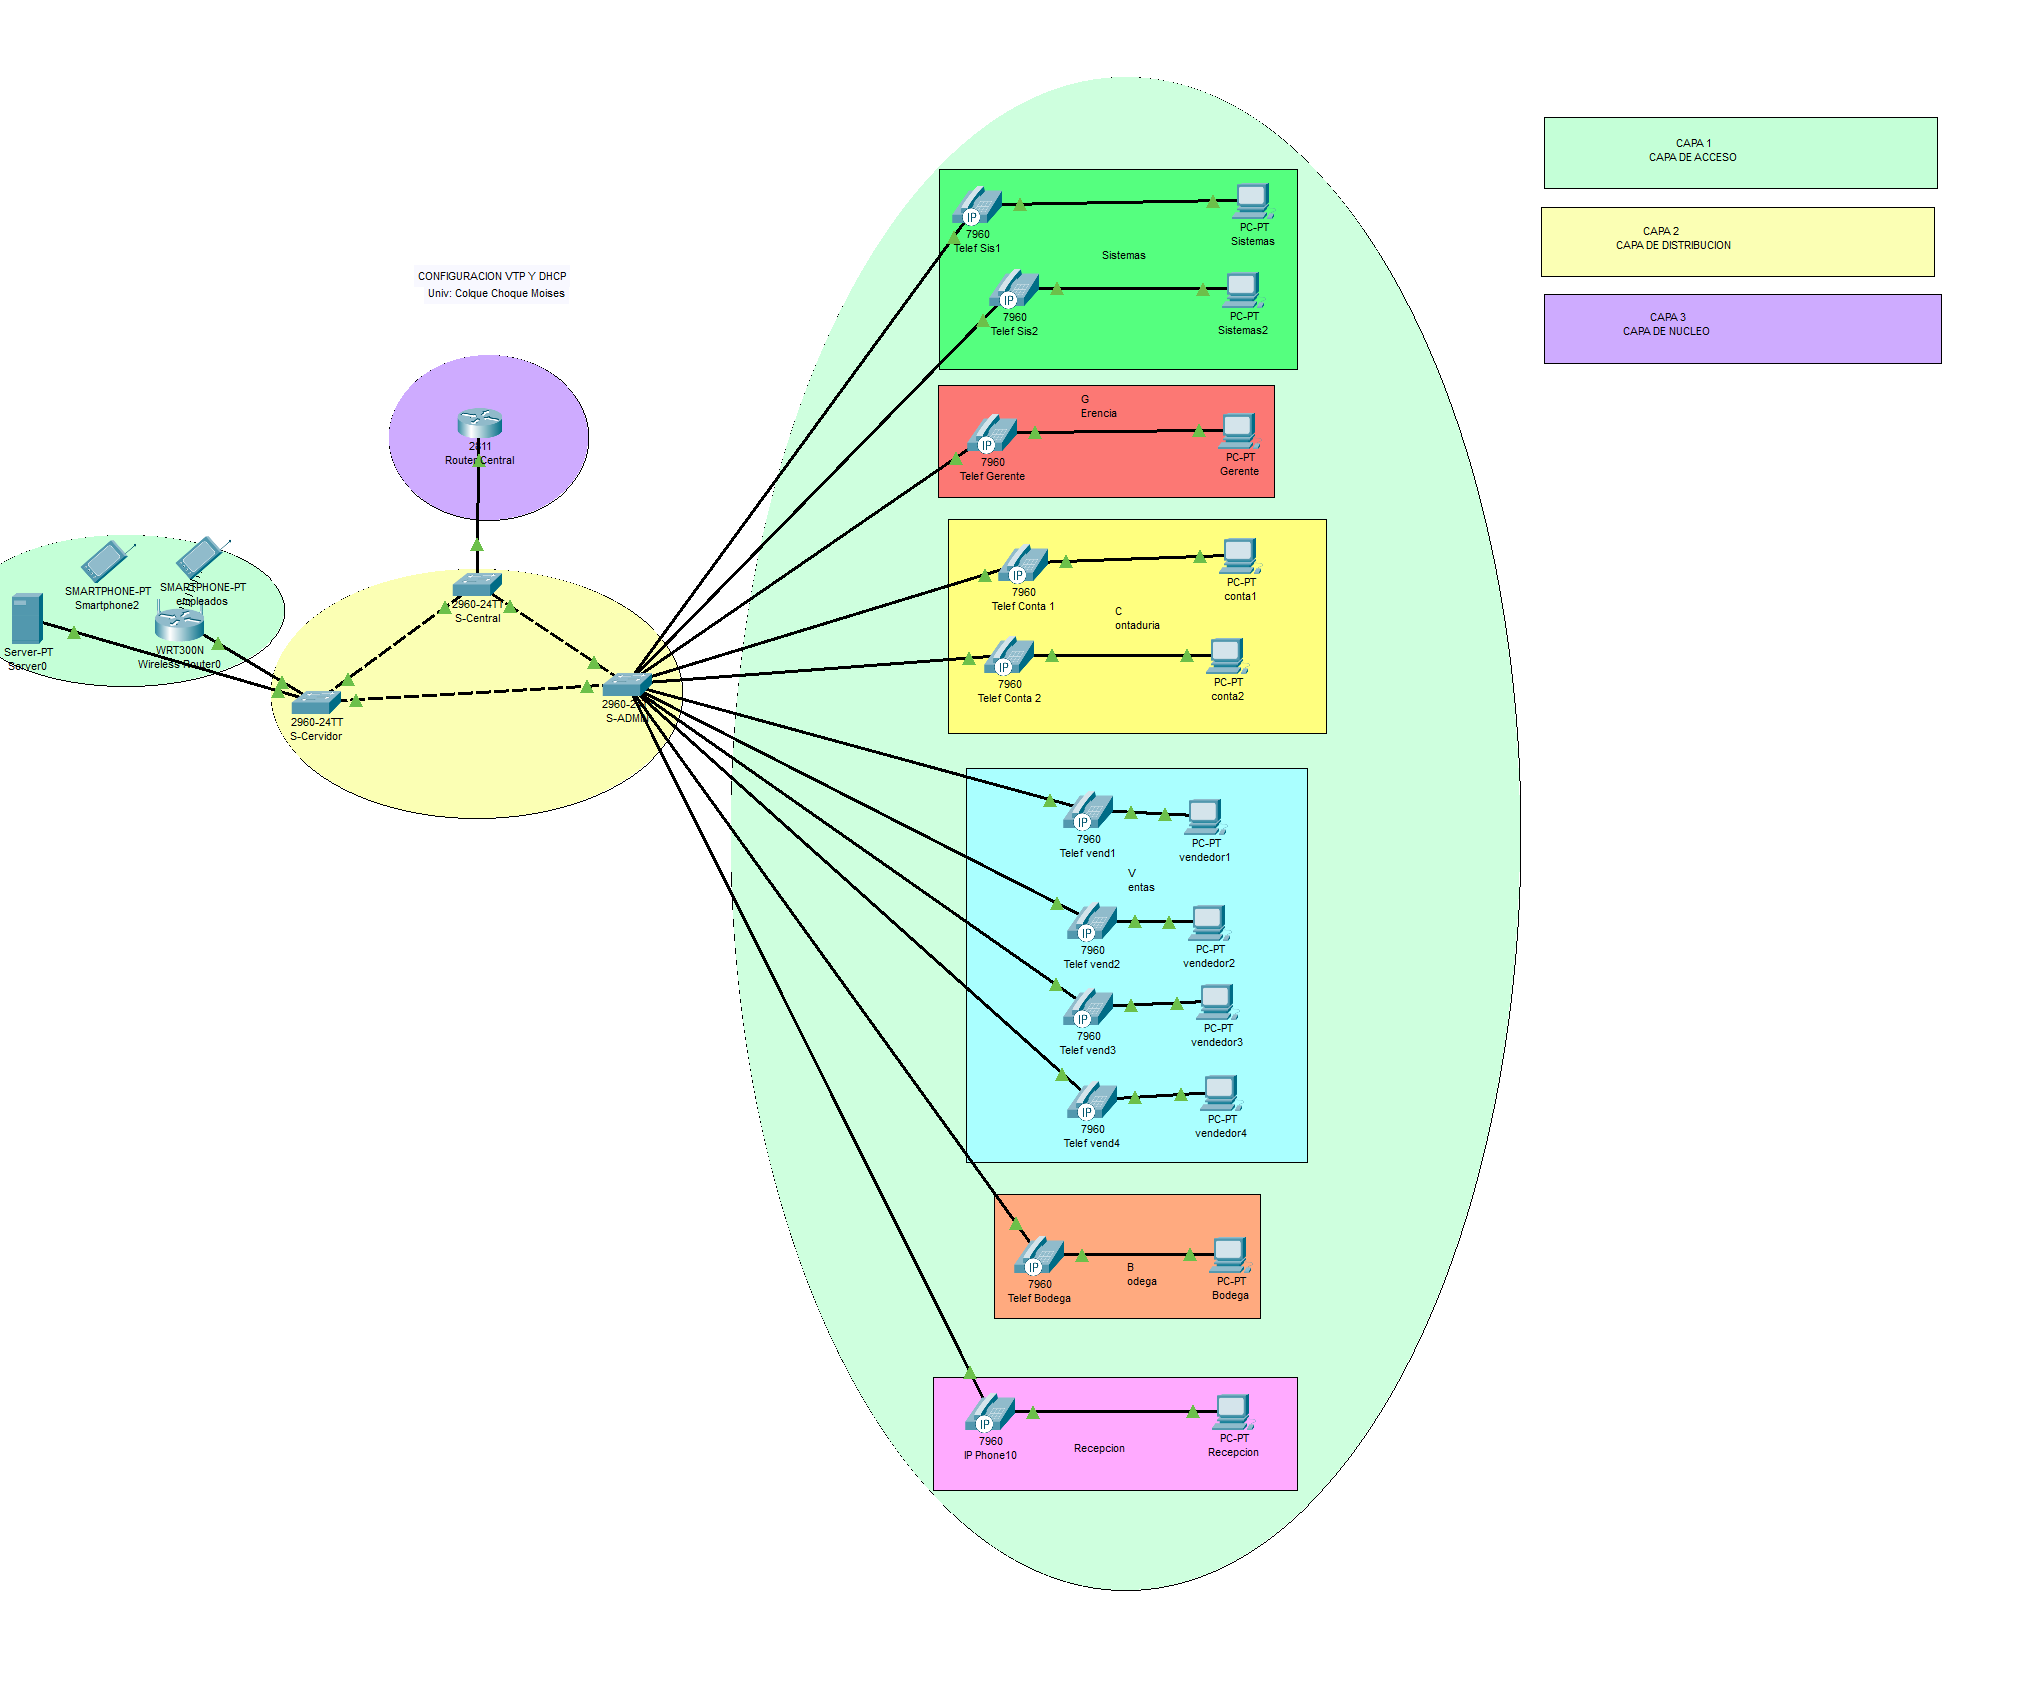 CAPA 1
CAPA DE ACCESO
CAPA 2
CAPA DE DISTRIBUCION
CAPA 3
CAPA DE NUCLEO
CONFIGURACION VTP Y DHCP
Univ: Colque Choque Moises
2811
Router Central
SMARTPHONE-PT
Smartphone2
SMARTPHONE-PT
empleados
Server-PT
Server0
WRT300N
Wireless Router0
2960-24TT
S-Central
2960-24TT
S-Cervidor
S-ADMIN
IP
7960
Telef Sis1
PC-PT
Sistemas
Sistemas
IP
7960
Telef Sis2
PC-PT
Sistemas2
G
Erencia
IP
7960
Telef Gerente
PC-PT
Gerente
IP
7960
Telef Conta 1
PC-PT
conta1
C
ontaduria
IP
7960
Telef Conta 2
PC-PT
conta2
IP
7960
Telef vend1
PC-PT
vendedor1
V
entas
IP
7960
Telef vend2
PC-PT
vendedor2
IP
7960
Telef vend3
PC-PT
vendedor3
IP
7960
Telef vend4
PC-PT
vendedor4
IP
7960
Telef Bodega
B
odega
PC-PT
Bodega
IP
7960
IP Phone10
Recepcion
PC-PT
Recepcion